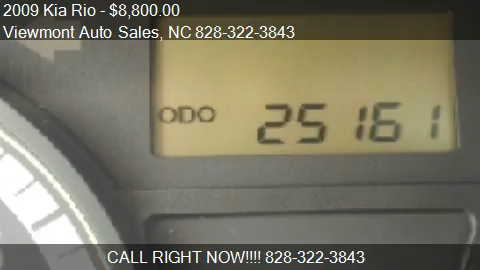 2009 Kia Rio - $8,800.00
Viewmont Auto Sales, NC 828-322-3843
ODO 25161
CALL RIGHT NOW!!!! 828-322-3843